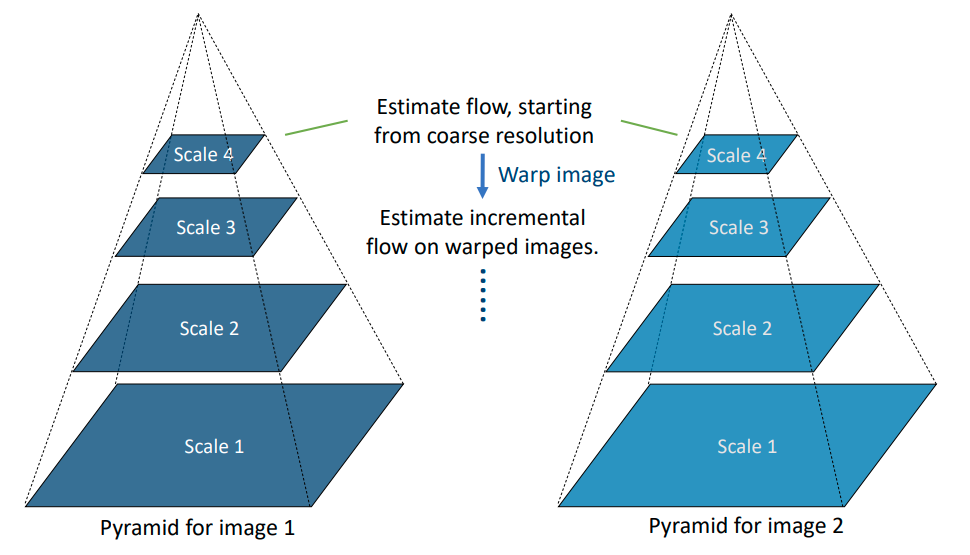 Estimate flow, starting
from coarse resolution
Warp image
Estimate incremental
flow on warped images.
Scale 4
Scale 3
Scale 2
Scale 1
Pyramid for image 1
Scale 4
Scale 3
Scale 2
Scale 1
Pyramid for image 2